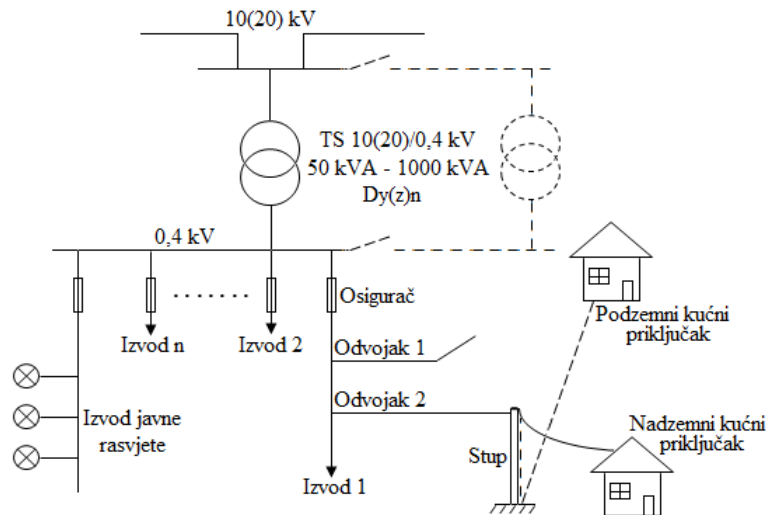 10(20) kV
TS 10(20)/0,4 kV
50 kVA - 1000 kVA
Dy(z)n
0,4 kV
Osigurač
Podzemni kućni
priključak
Izvod n
Izvod 2
Odvojak 1
Izvod javne
rasvjete
Odvojak 2
Nadzemni kućni
priključak
Stup
Izvod 1